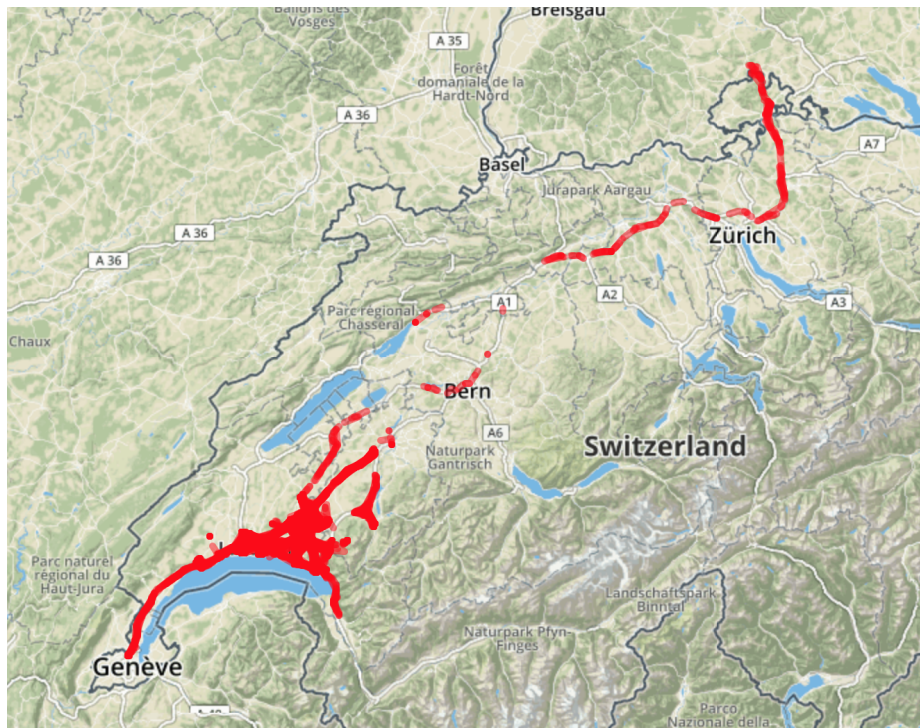 Ballons des
Vosges
Breisgau
A 35
Forêt
domaniale de la
Hardt-Nord
A 36
A7
Basel
Jurapark Aargau
A 36
Zürich
A 36
A2
A1
A3
Parc régional
Chasseral
Chaux
Bern
A6
Switzerland
Naturpark
Gantrisch
Parc naturel
régional du
Haut-Jura
Landschaftspark
Binntal
Naturpark Pfyn-
Finges
Genève
Parco
Nazionale della